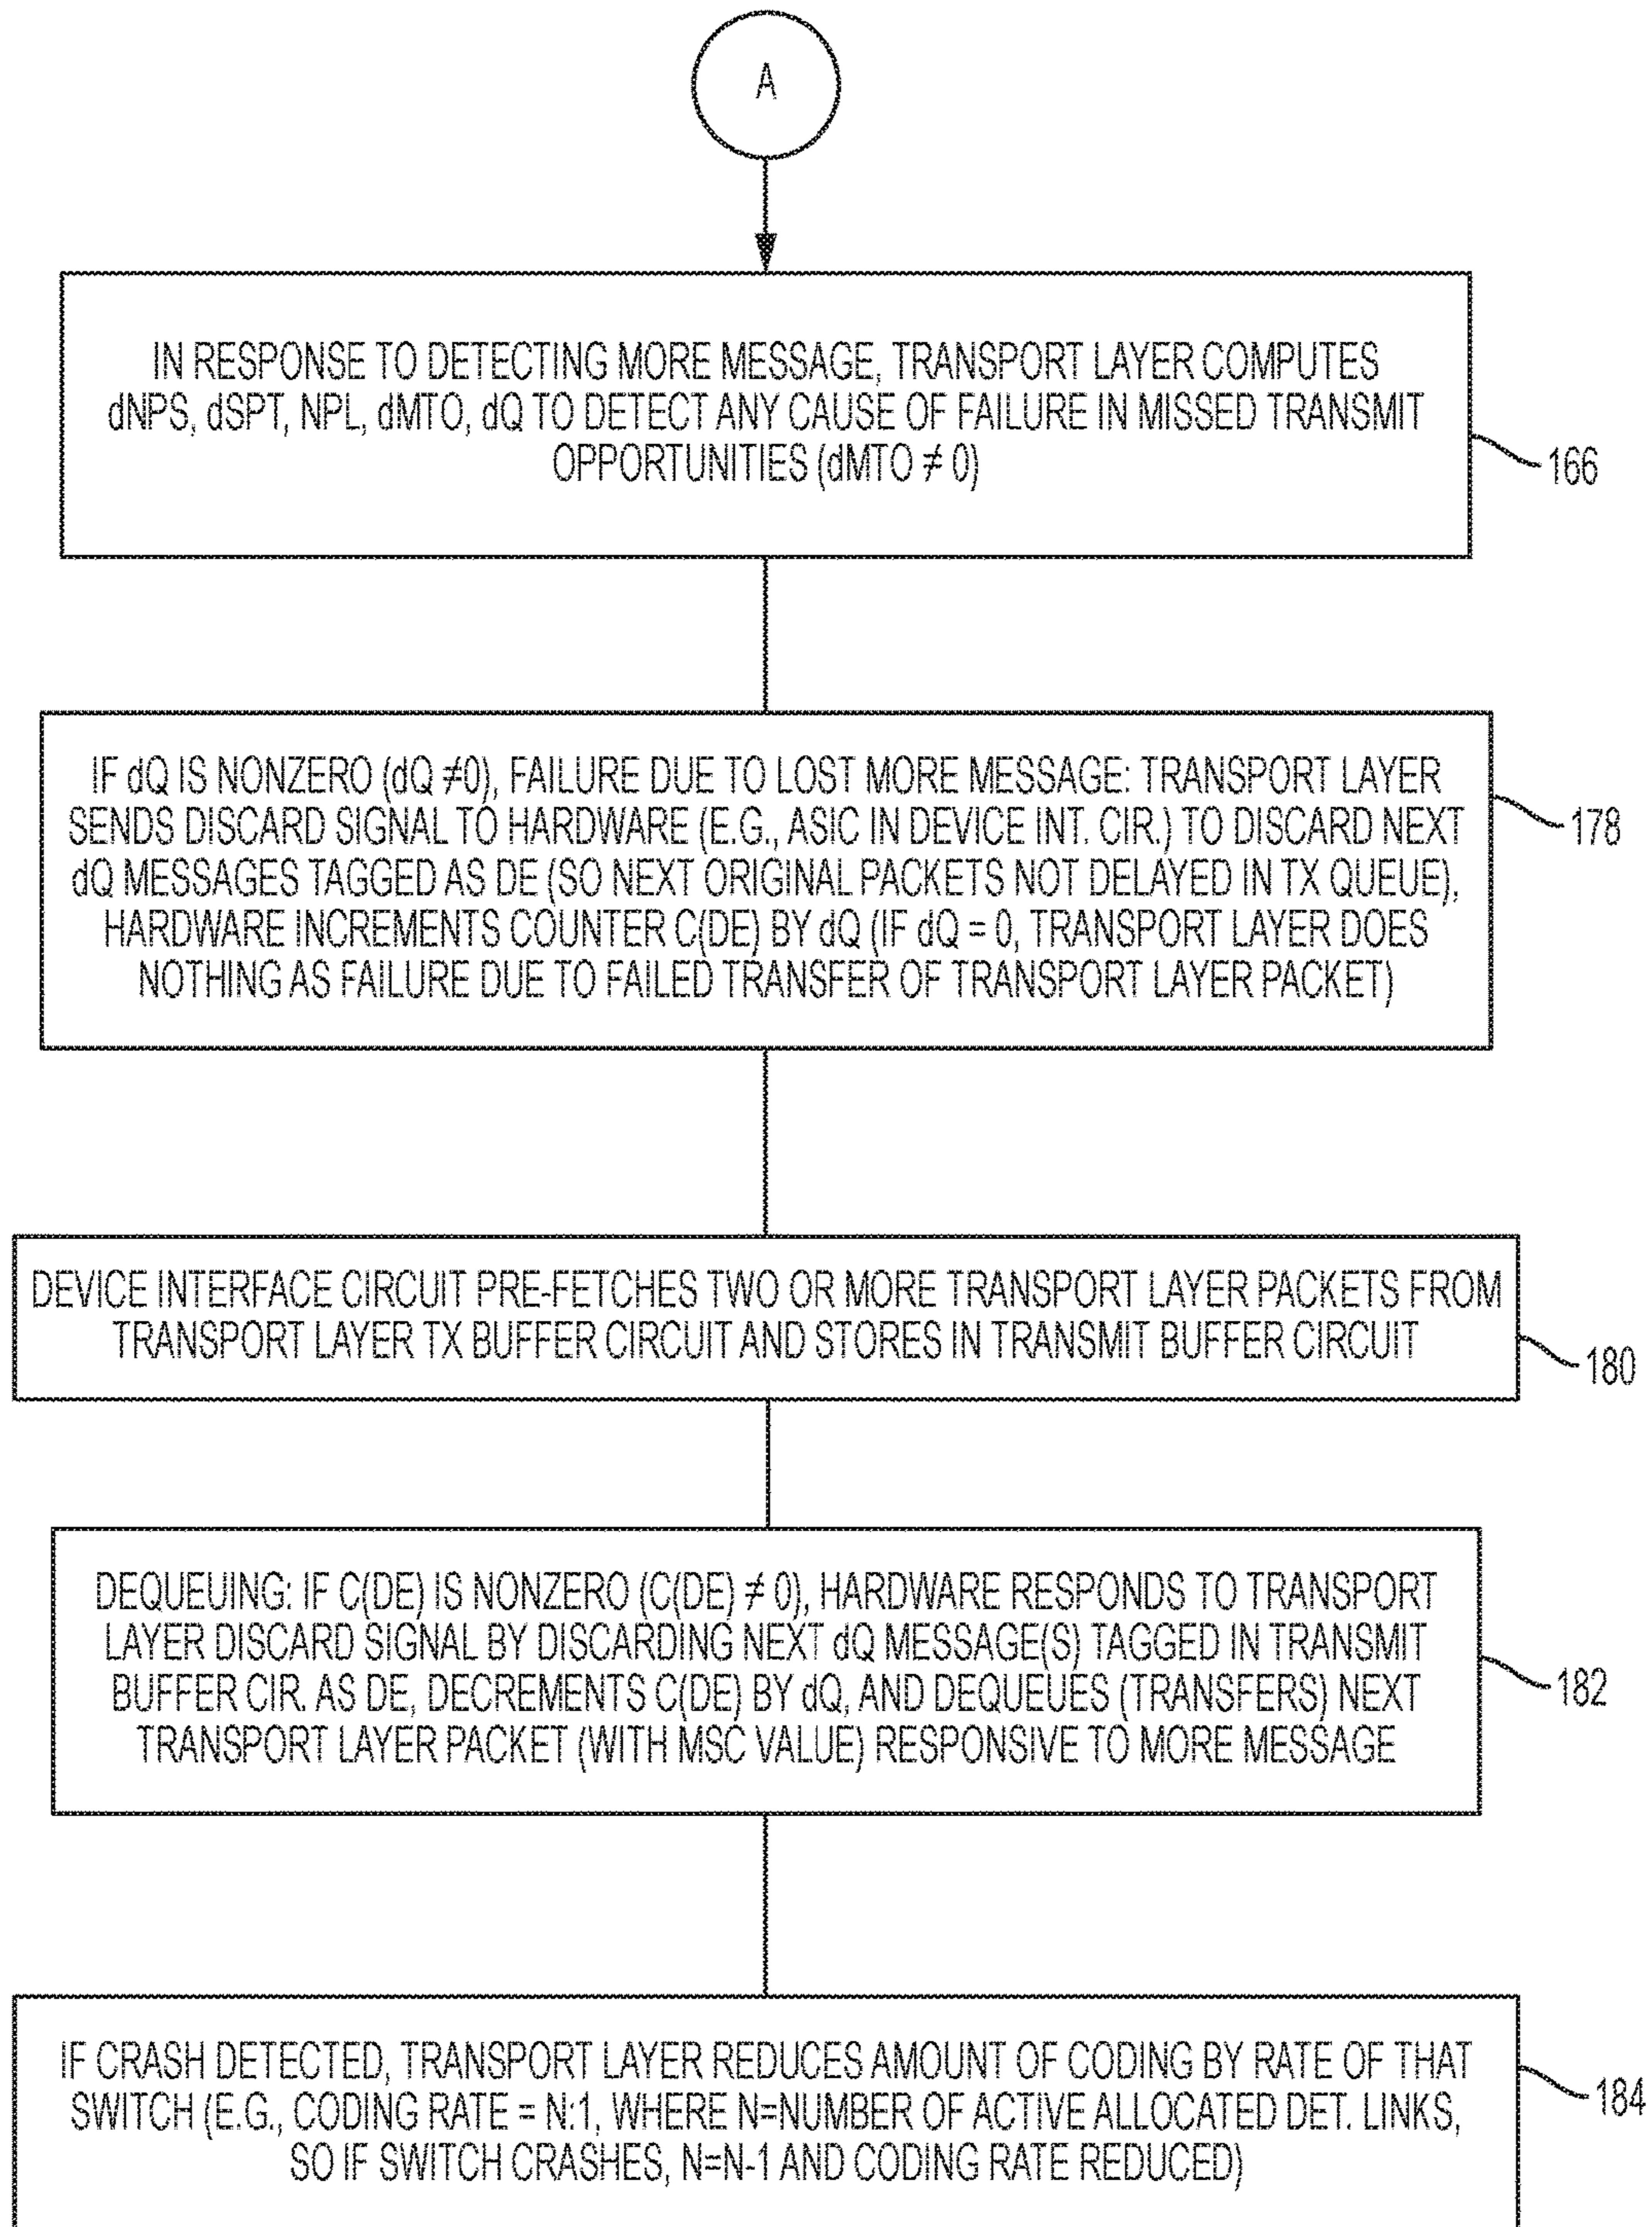 A
IN RESPONSE TO DETECTING MORE MESSAGE, TRANSPORT LAYER COMPUTES
dNPS, dSPT, NPL, dMTO, dQ TO DETECT ANY CAUSE OF FAILURE IN MISSED TRANSMIT
OPPORTUNITIES (dMTO ≠ 0)
166
IF dQ IS NONZERO (dQ ≠0), FAILURE DUE TO LOST MORE MESSAGE: TRANSPORT LAYER
SENDS DISCARD SIGNAL TO HARDWARE (E.G., ASIC IN DEVICE INT. CIR.) TO DISCARD NEXT
dQ MESSAGES TAGGED AS DE (SO NEXT ORIGINAL PACKETS NOT DELAYED IN TX QUEUE),
HARDWARE INCREMENTS COUNTER C(DE) BY dQ (IF dQ = 0, TRANSPORT LAYER DOES
NOTHING AS FAILURE DUE TO FAILED TRANSFER OF TRANSPORT LAYER PACKET)
178
DEVICE INTERFACE CIRCUIT PRE-FETCHES TWO OR MORE TRANSPORT LAYER PACKETS FROM
TRANSPORT LAYER TX BUFFER CIRCUIT AND STORES IN TRANSMIT BUFFER CIRCUIT
180
DEQUEUING: IF C(DE) IS NONZERO (C(DE) ≠ 0), HARDWARE RESPONDS TO TRANSPORT
LAYER DISCARD SIGNAL BY DISCARDING NEXT dQ MESSAGE(S) TAGGED IN TRANSMIT
BUFFER CIR. AS DE, DECREMENTS C(DE) BY dQ, AND DEQUEUES (TRANSFERS) NEXT
TRANSPORT LAYER PACKET (WITH MSC VALUE) RESPONSIVE TO MORE MESSAGE
182
IF CRASH DETECTED, TRANSPORT LAYER REDUCES AMOUNT OF CODING BY RATE OF THAT
SWITCH (E.G., CODING RATE = N:1, WHERE N=NUMBER OF ACTIVE ALLOCATED DET. LINKS,
SO IF SWITCH CRASHES, N=N-1 AND CODING RATE REDUCED)
184